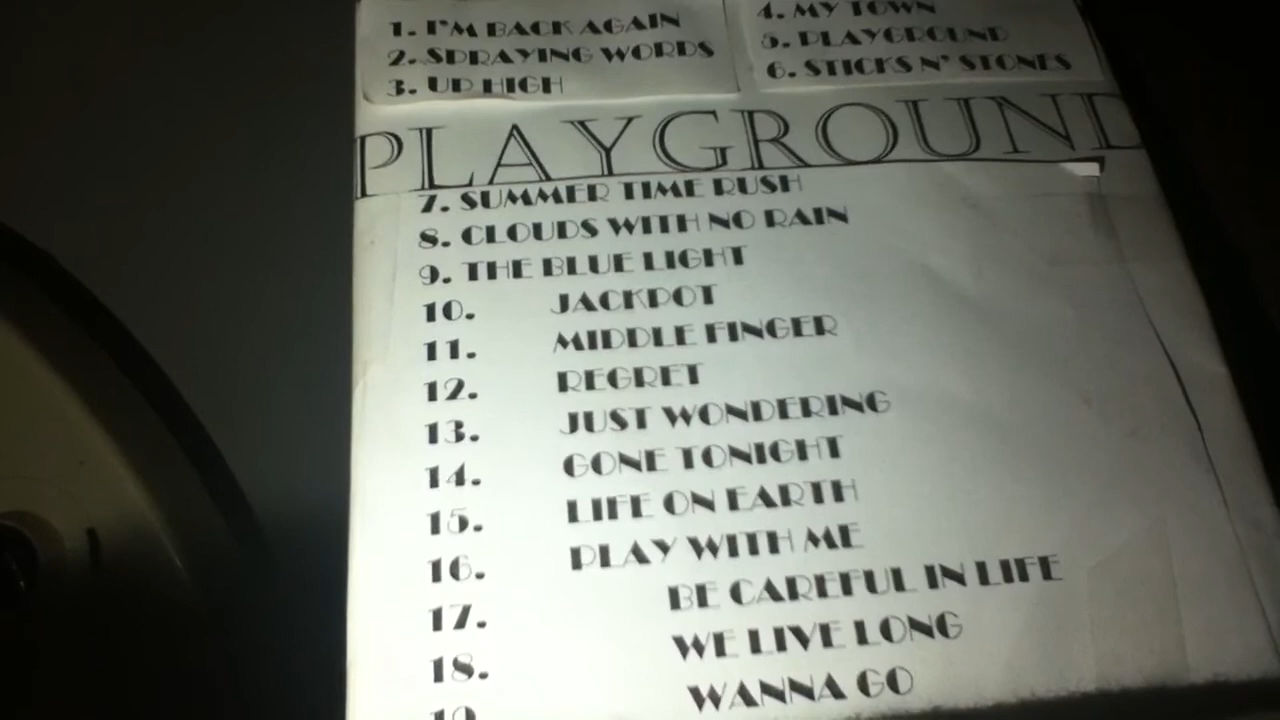 1. I'M BACK AGAIN
2. SPRAYING WORDS
3. UP HIGH
4. MY TOWN
5. PLAYGROUND
6. STICKS N' STONES
PLAYGROUND
7. SUMMER TIME RUSH
8. CLOUDS WITH NO RAIN
9. THE BLUE LIGHT
10. JACKPOT
11. MIDDLE FINGER
12. REGRET
13. JUST WONDERING
14. GONE TONIGHT
15. LIFE ON EARTH
16. PLAY WITH ME
17. BE CAREFUL IN LIFE
18. WE LIVE LONG
19 WANNA GO